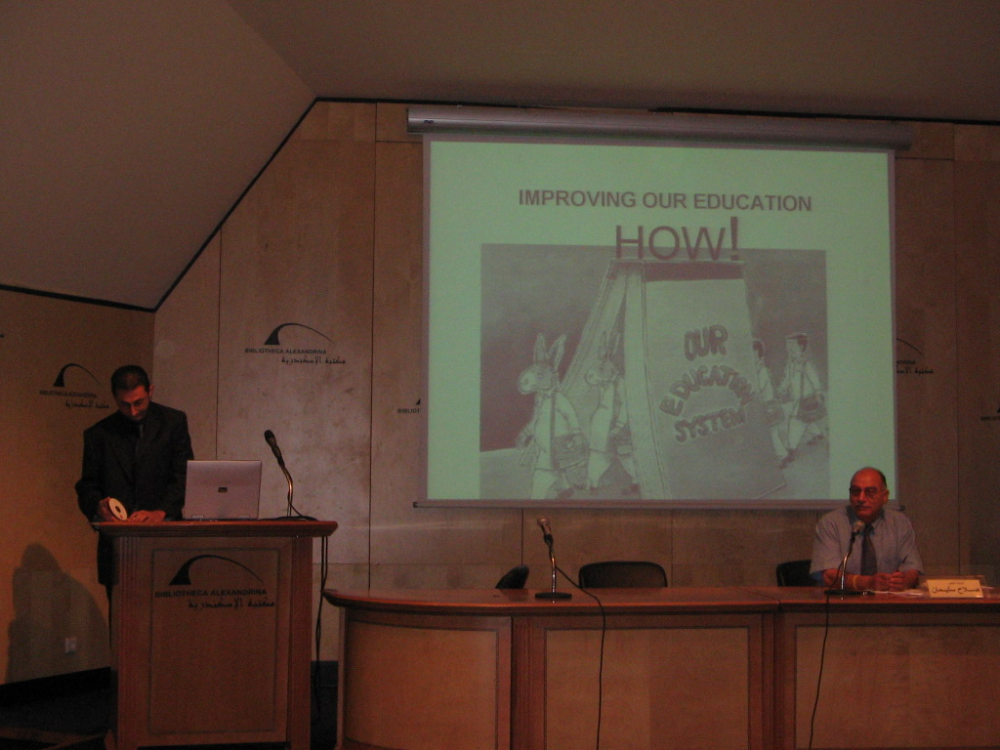 IMPROVING OUR EDUCATION
HOW!
OUR
EDUCATION
SYSTEM
BIBLIOTHECA ALEXANDRINA
مكتبة الإسكندرية
BIBLIOTHECA ALEXANDRINA
مكتبة الإسكندرية
BIBLIOTHECA ALEXANDRINA
مكتبة الإسكندرية